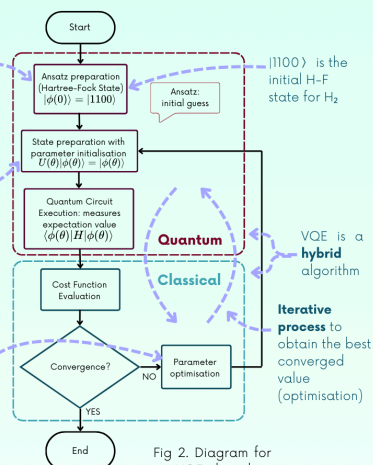 Start
Ansatz preparation
(Hartree-Fock State)
|ϕ(0)⟩ = |1100⟩
|1100⟩ is the
initial H-F
state for H₂
Ansatz:
initial guess
State preparation with
parameter initialisation
U(θ)|ϕ(θ)⟩ = |ϕ(θ)⟩
Quantum Circuit
Execution: measures
expectation value
⟨ϕ(θ)|H|ϕ(θ)⟩
Quantum
Classical
VQE is a
hybrid
algorithm
Cost Function
Evaluation
Iterative
process to
obtain the best
converged
value
(optimisation)
Convergence?
NO
Parameter
optimisation
YES
End
Fig 2. Diagram for